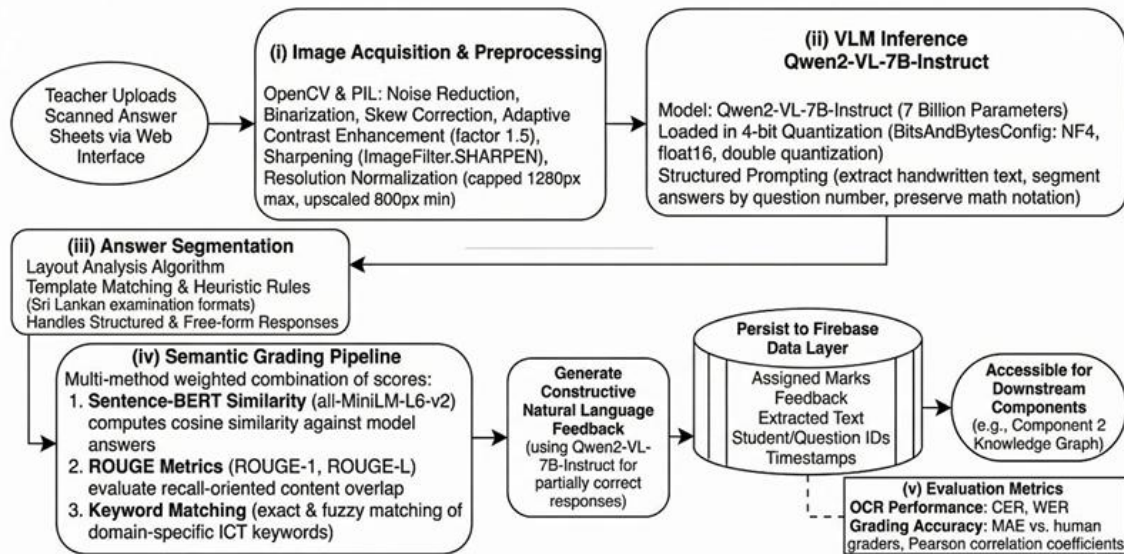 Teacher Uploads
Scanned Answer
Sheets via Web
Interface
(i) Image Acquisition & Preprocessing
OpenCV & PIL: Noise Reduction,
Binarization, Skew Correction, Adaptive
Contrast Enhancement (factor 1.5),
Sharpening (ImageFilter.SHARPEN),
Resolution Normalization (capped 1280px
max, upscaled 800px min)
(ii) VLM Inference
Qwen2-VL-7B-Instruct
Model: Qwen2-VL-7B-Instruct (7 Billion Parameters)
Loaded in 4-bit Quantization (BitsAndBytesConfig: NF4,
float16, double quantization)
Structured Prompting (extract handwritten text, segment
answers by question number, preserve math notation)
(iii) Answer Segmentation
Layout Analysis Algorithm
Template Matching & Heuristic Rules
(Sri Lankan examination formats)
Handles Structured & Free-form Responses
(iv) Semantic Grading Pipeline
Multi-method weighted combination of scores:
1. Sentence-BERT Similarity (all-MiniLM-L6-v2)
computes cosine similarity against model
answers
2. ROUGE Metrics (ROUGE-1, ROUGE-L)
evaluate recall-oriented content overlap
3. Keyword Matching (exact & fuzzy matching of
domain-specific ICT keywords)
Generate
Constructive
Natural Language
Feedback
(using Qwen2-VL-
7B-Instruct for
partially correct
responses)
Persist to Firebase
Data Layer
Assigned Marks
Feedback
Extracted Text
Student/Question IDs
Timestamps
Accessible for
Downstream
Components
(e.g., Component 2
Knowledge Graph)
(v) Evaluation Metrics
OCR Performance: CER, WER
Grading Accuracy: MAE vs. human
graders, Pearson correlation coefficients